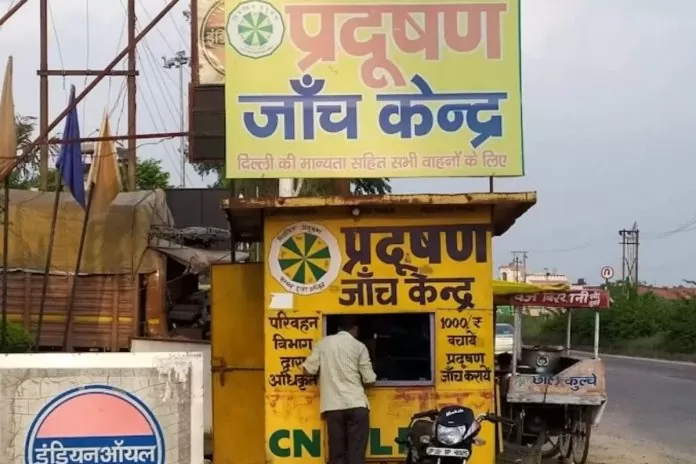 प्रदूषण
जाँच केन्द्र
दिल्ली की मान्यता सहित सभी वाहनों के लिए
प्रदूषण
जाँच केन्द्र
परिवहन
विभाग
द्वारा
अधिकृत
1000/र
बचाये
प्रदूषण
जाँच करायें
CN
इंडियनऑयल
छोले कुल्चे